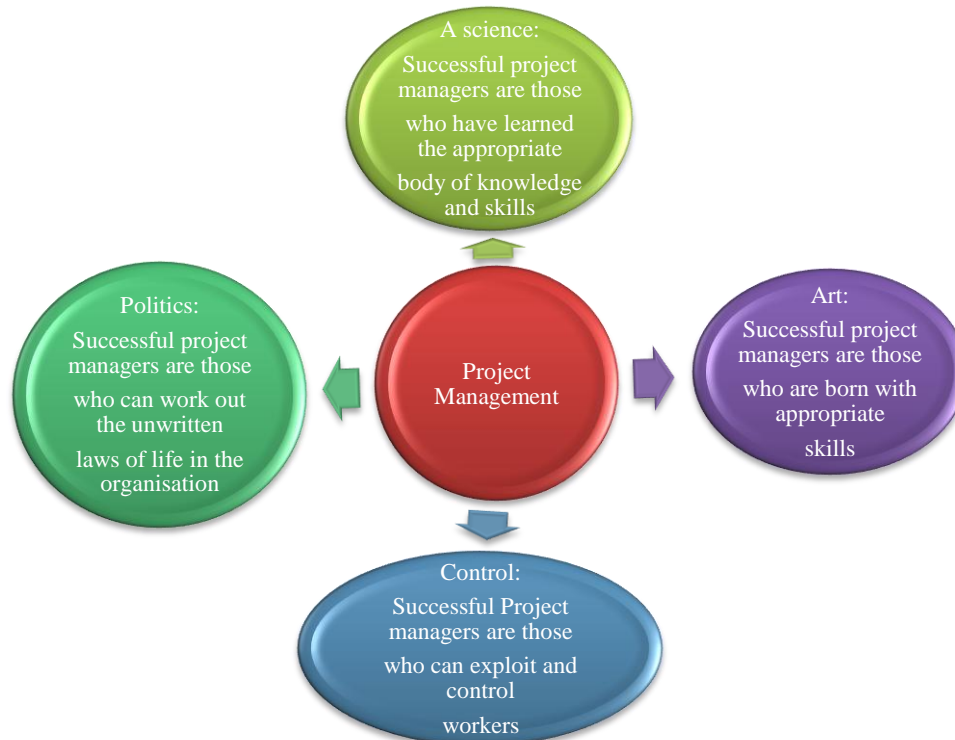 A science:
Successful project
managers are those
who have learned
the appropriate
body of knowledge
and skills
Politics:
Successful project
managers are those
who can work out
the unwritten
laws of life in the
organisation
Project
Management
Art:
Successful project
managers are those
who are born with
appropriate
skills
Control:
Successful Project
managers are those
who can exploit and
control
workers